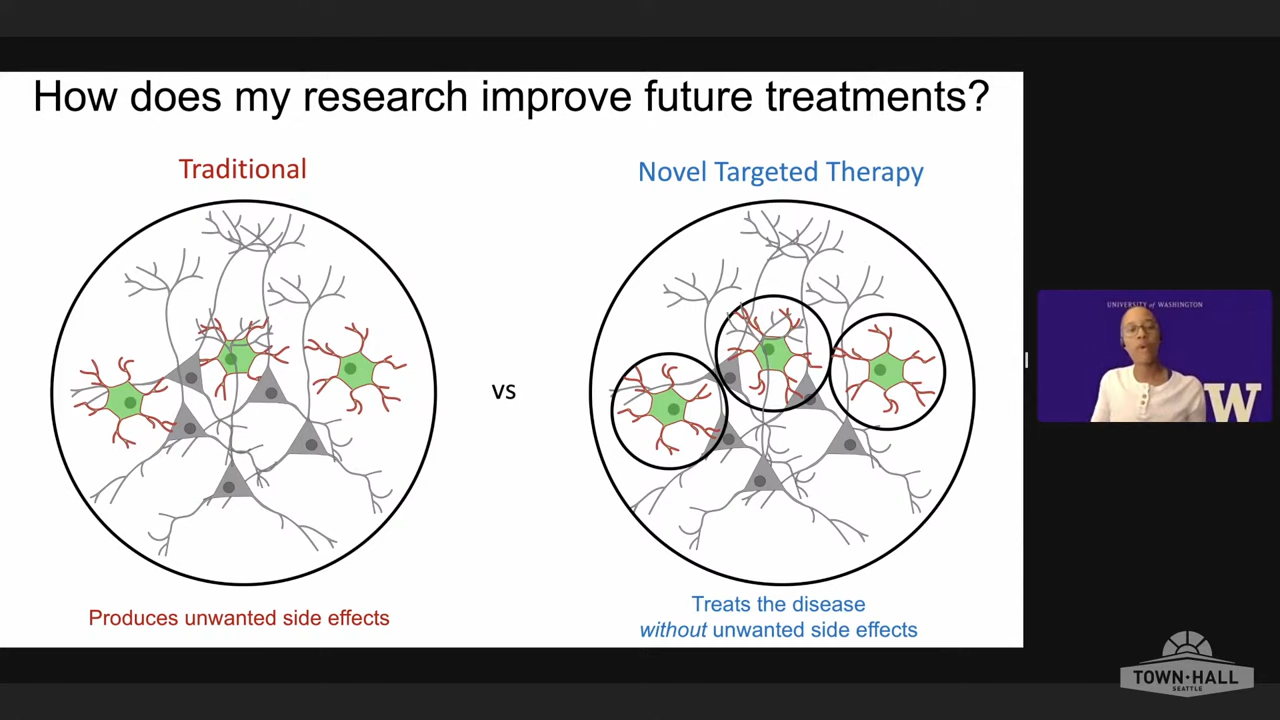 How does my research improve future treatments?
Traditional
Novel Targeted Therapy
vs
Produces unwanted side effects
Treats the disease
without unwanted side effects
UNIVERSITY of WASHINGTON
W
TOWN·HALL
SEATTLE